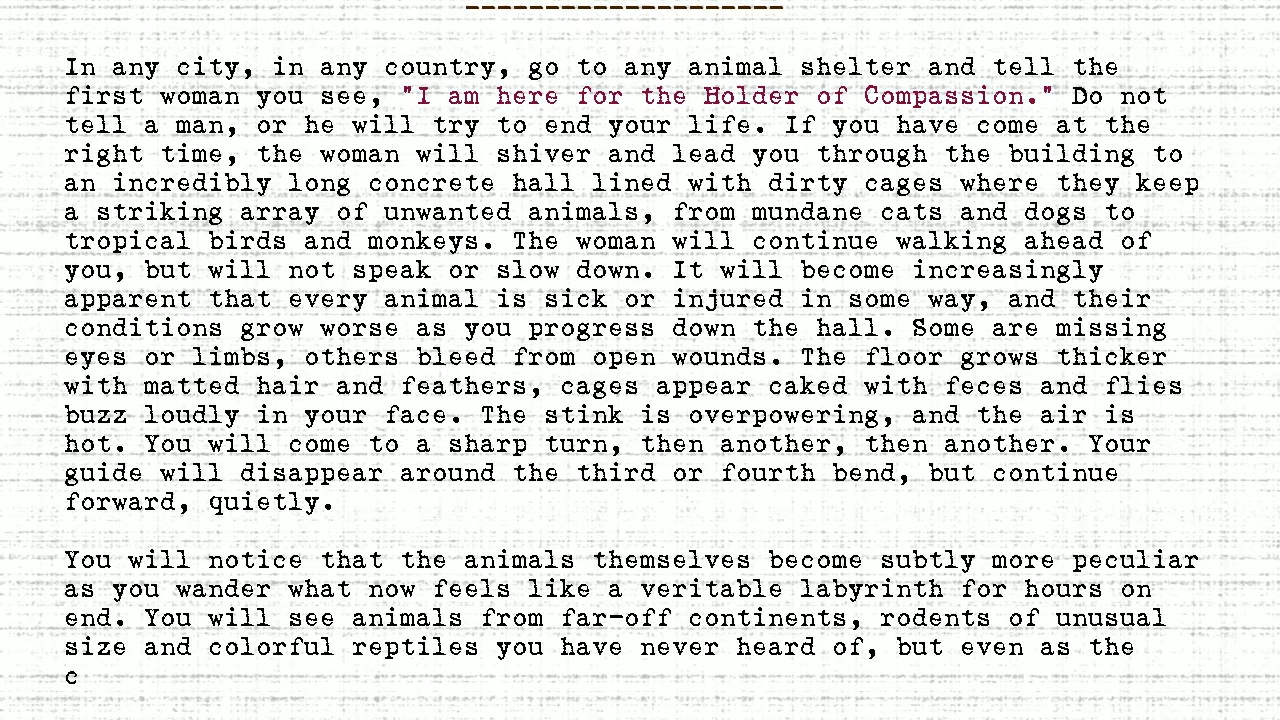 In any city, in any country, go to any animal shelter and tell the
first woman you see, "I am here for the Holder of Compassion." Do not
tell a man, or he will try to end your life. If you have come at the
right time, the woman will shiver and lead you through the building to
an incredibly long concrete hall lined with dirty cages where they keep
a striking array of unwanted animals, from mundane cats and dogs to
tropical birds and monkeys. The woman will continue walking ahead of
you, but will not speak or slow down. It will become increasingly
apparent that every animal is sick or injured in some way, and their
conditions grow worse as you progress down the hall. Some are missing
eyes or limbs, others bleed from open wounds. The floor grows thicker
with matted hair and feathers, cages appear caked with feces and flies
buzz loudly in your face. The stink is overpowering, and the air is
hot. You will come to a sharp turn, then another, then another. Your
guide will disappear around the third or fourth bend, but continue
forward, quietly.

You will notice that the animals themselves become subtly more peculiar
as you wander what now feels like a veritable labyrinth for hours on
end. You will see animals from far-off continents, rodents of unusual
size and colorful reptiles you have never heard of, but even as the
c